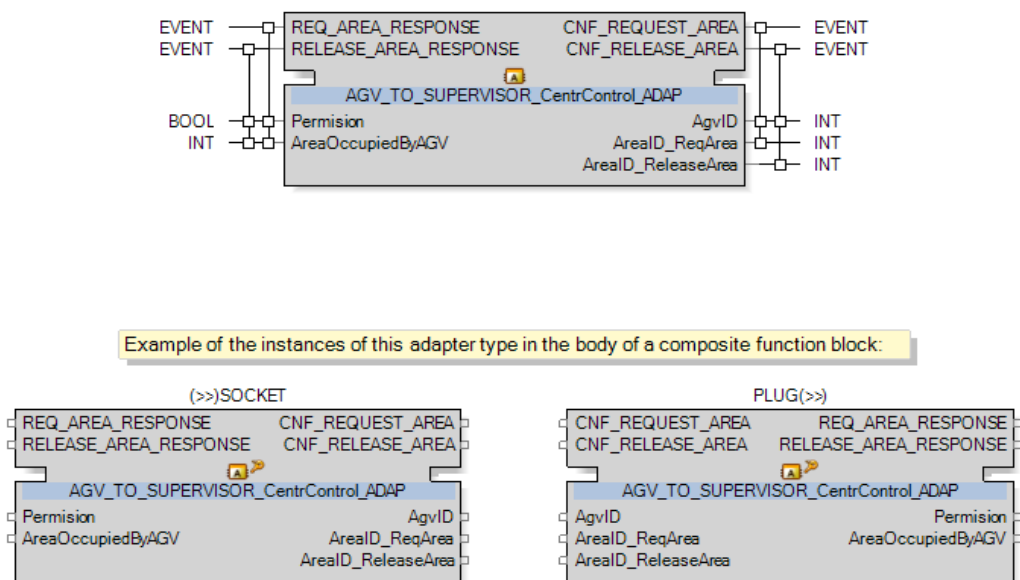 EVENT REQ_AREA_RESPONSE CNF_REQUEST_AREA EVENT
EVENT RELEASE_AREA_RESPONSE CNF_RELEASE_AREA EVENT
A
AGV_TO_SUPERVISOR_CentrControl_ADAP
BOOL Permision AgvID INT
INT AreaOccupiedByAGV AreaID_ReqArea INT
AreaID_ReleaseArea INT
Example of the instances of this adapter type in the body of a composite function block:
(>>)SOCKET
REQ_AREA_RESPONSE CNF_REQUEST_AREA
RELEASE_AREA_RESPONSE CNF_RELEASE_AREA
A
AGV_TO_SUPERVISOR_CentrControl_ADAP
Permision AgvID
AreaOccupiedByAGV AreaID_ReqArea
AreaID_ReleaseArea
PLUG(>>)
CNF_REQUEST_AREA REQ_AREA_RESPONSE
CNF_RELEASE_AREA RELEASE_AREA_RESPONSE
A
AGV_TO_SUPERVISOR_CentrControl_ADAP
AgvID Permision
AreaID_ReqArea AreaOccupiedByAGV
AreaID_ReleaseArea